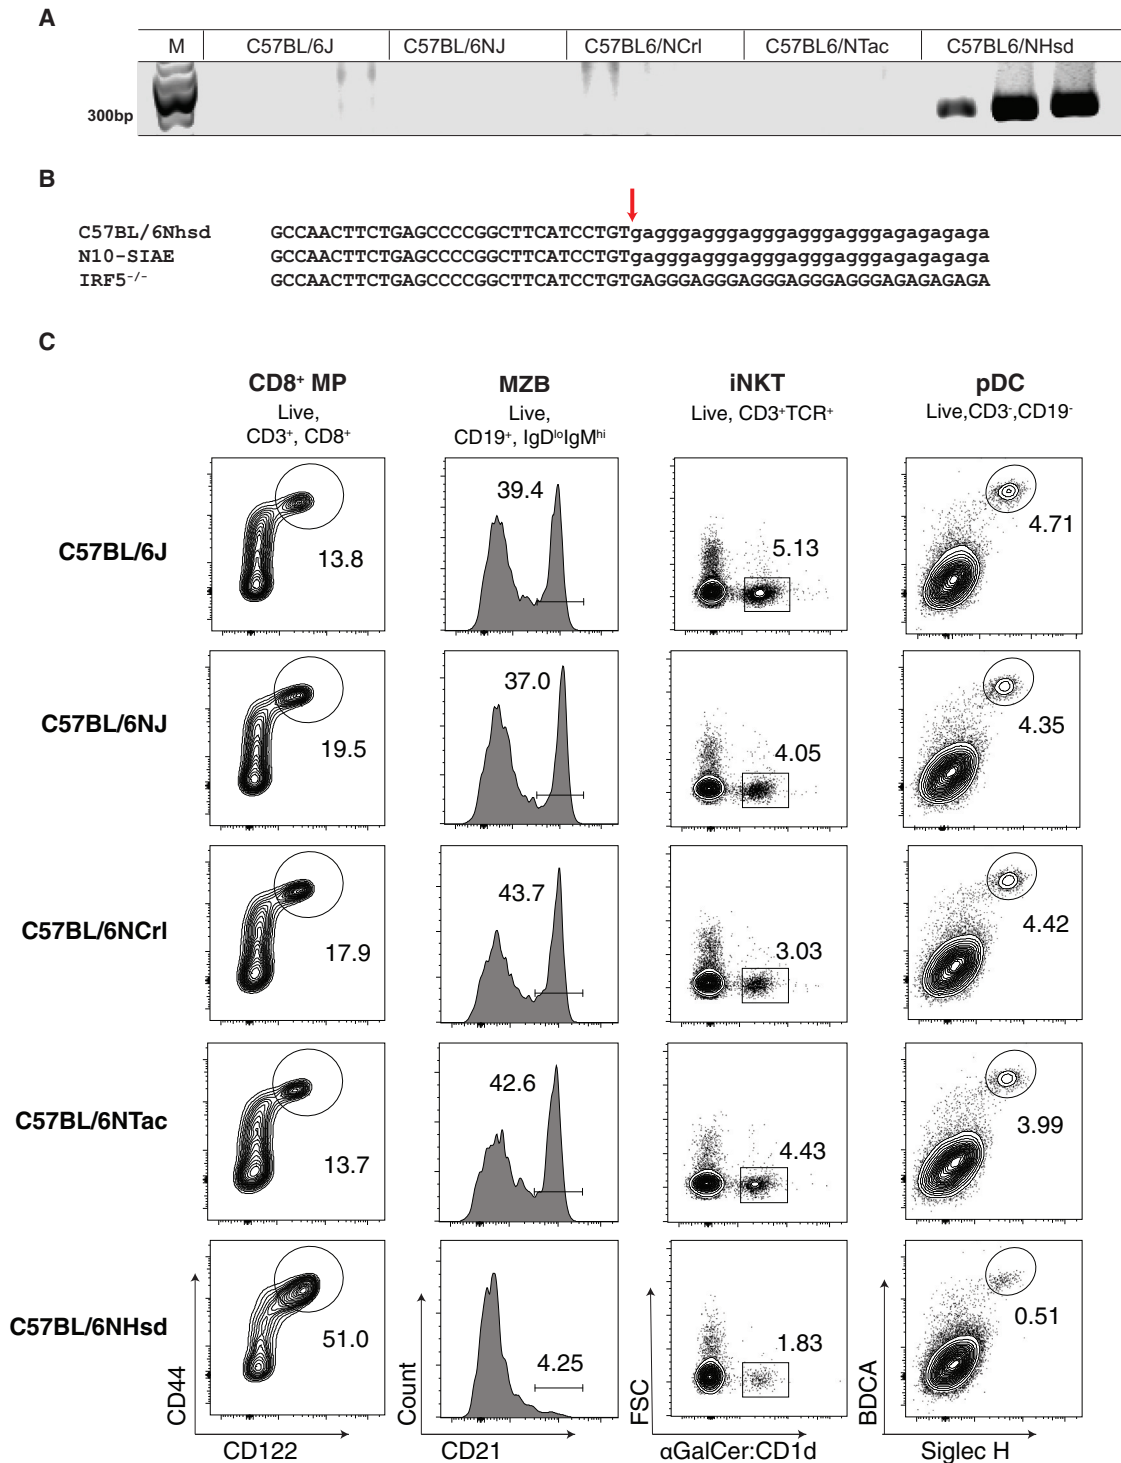 A
M C57BL/6J C57BL/6NJ C57BL6/NCrl C57BL6/NTac C57BL6/NHsd
300bp
B
C57BL/6Nhsd GCCAACTTCTGAGCCCCGGCTTCATCCTGTgagggagggagggagggagggagagagaga
N10-SIAE GCCAACTTCTGAGCCCCGGCTTCATCCTGTgagggagggagggagggagggagagagaga
IRF5-/- GCCAACTTCTGAGCCCCGGCTTCATCCTGTGAGGGAGGGAGGGAGGGAGGGAGAGAGAGA
C
CD8+ MP MZB iNKT pDC
Live, Live, Live, CD3+TCR+ Live,CD3-,CD19-
CD3+, CD8+ CD19+, IgDloIgMhi
C57BL/6J 13.8 39.4 5.13 4.71
C57BL/6NJ 19.5 37.0 4.05 4.35
C57BL/6NCrl 17.9 43.7 3.03 4.42
C57BL/6NTac 13.7 42.6 4.43 3.99
C57BL/6NHsd 51.0 4.25 1.83 0.51
CD44 Count FSC BDCA
CD122 CD21 αGalCer:CD1d Siglec H